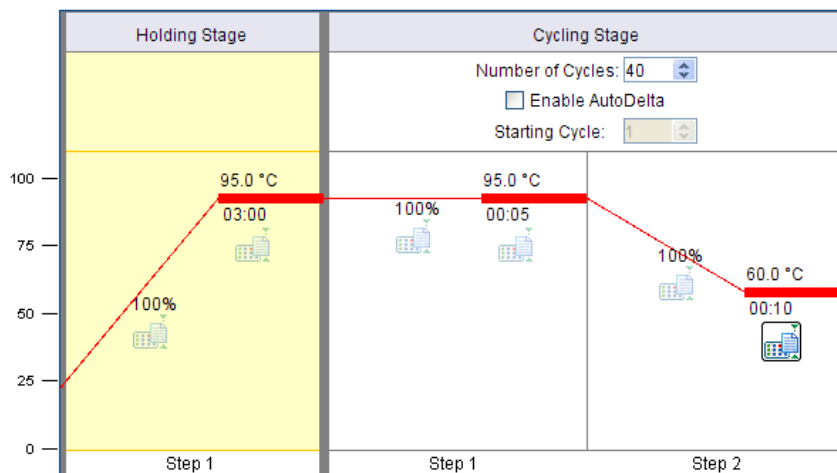 Holding Stage
Cycling Stage
Number of Cycles: 40
Enable AutoDelta
Starting Cycle: 1
100
75
50
25
0
95.0 °C
03:00
100%
95.0 °C
00:05
100%
60.0 °C
00:10
100%
Step 1
Step 1
Step 2